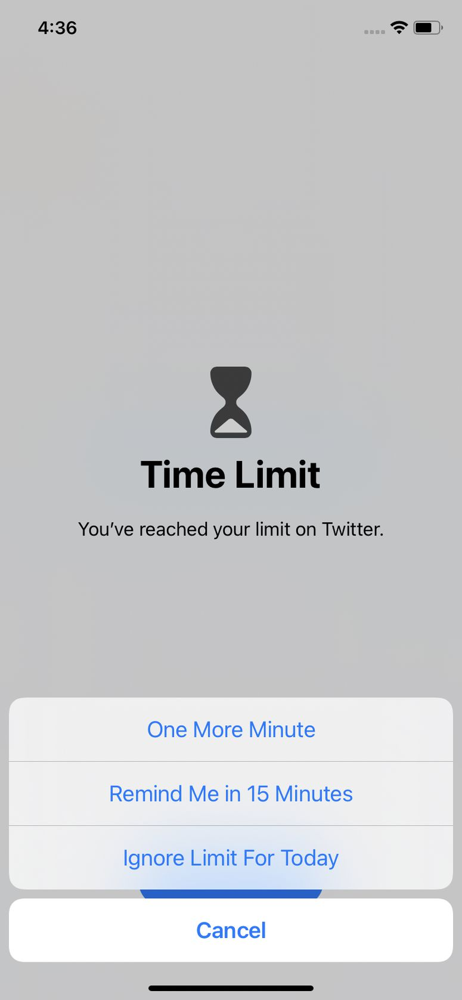 4:36
Time Limit
You’ve reached your limit on Twitter.
One More Minute
Remind Me in 15 Minutes
Ignore Limit For Today
Cancel